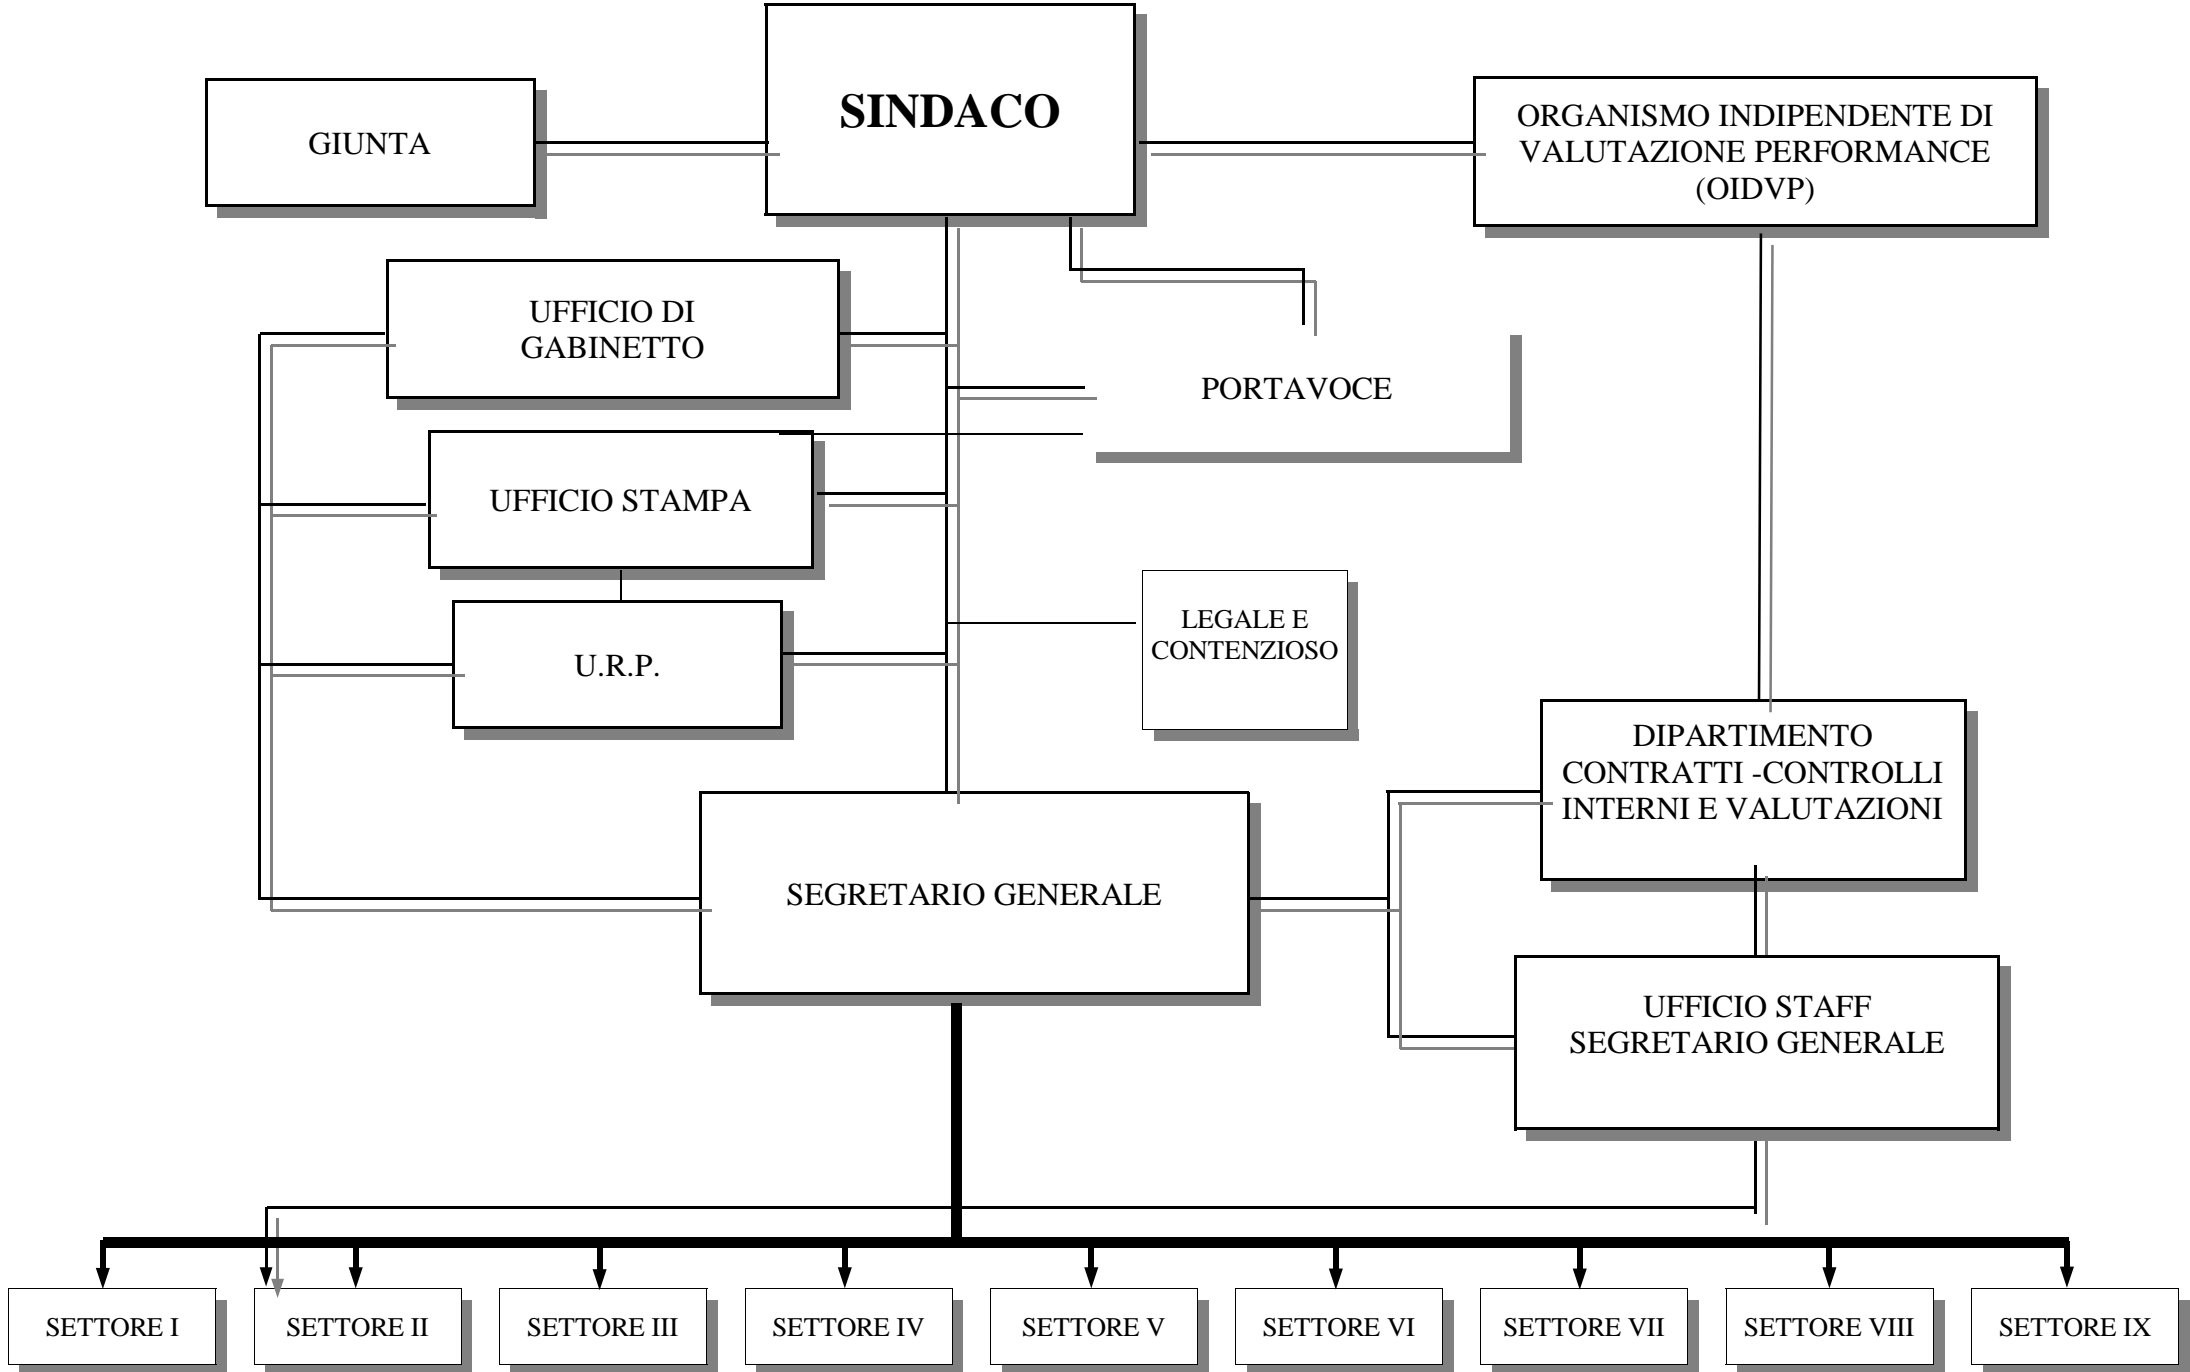 SINDACO
GIUNTA
ORGANISMO INDIPENDENTE DI
VALUTAZIONE PERFORMANCE
(OIDVP)
UFFICIO DI
GABINETTO
PORTAVOCE
UFFICIO STAMPA
LEGALE E
CONTENZIOSO
U.R.P.
DIPARTIMENTO
CONTRATTI -CONTROLLI
INTERNI E VALUTAZIONI
SEGRETARIO GENERALE
UFFICIO STAFF
SEGRETARIO GENERALE
SETTORE I
SETTORE II
SETTORE III
SETTORE IV
SETTORE V
SETTORE VI
SETTORE VII
SETTORE VIII
SETTORE IX